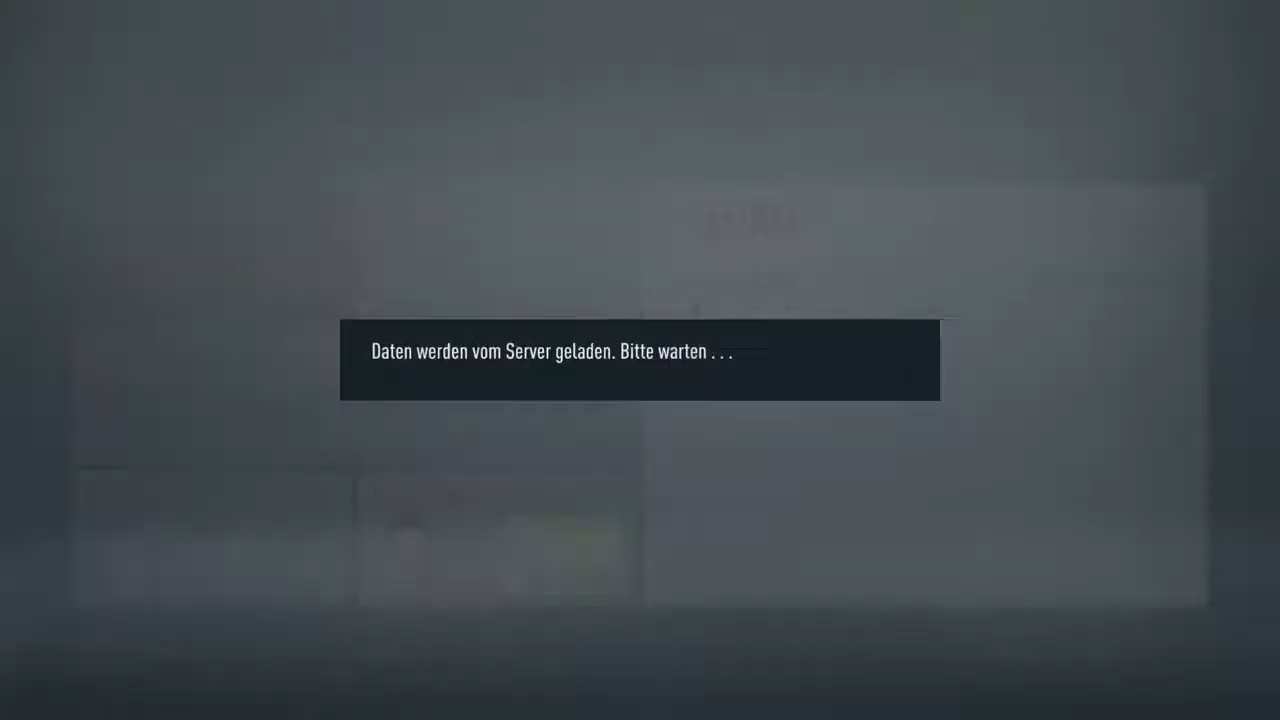 Daten werden vom Server geladen. Bitte warten . . .